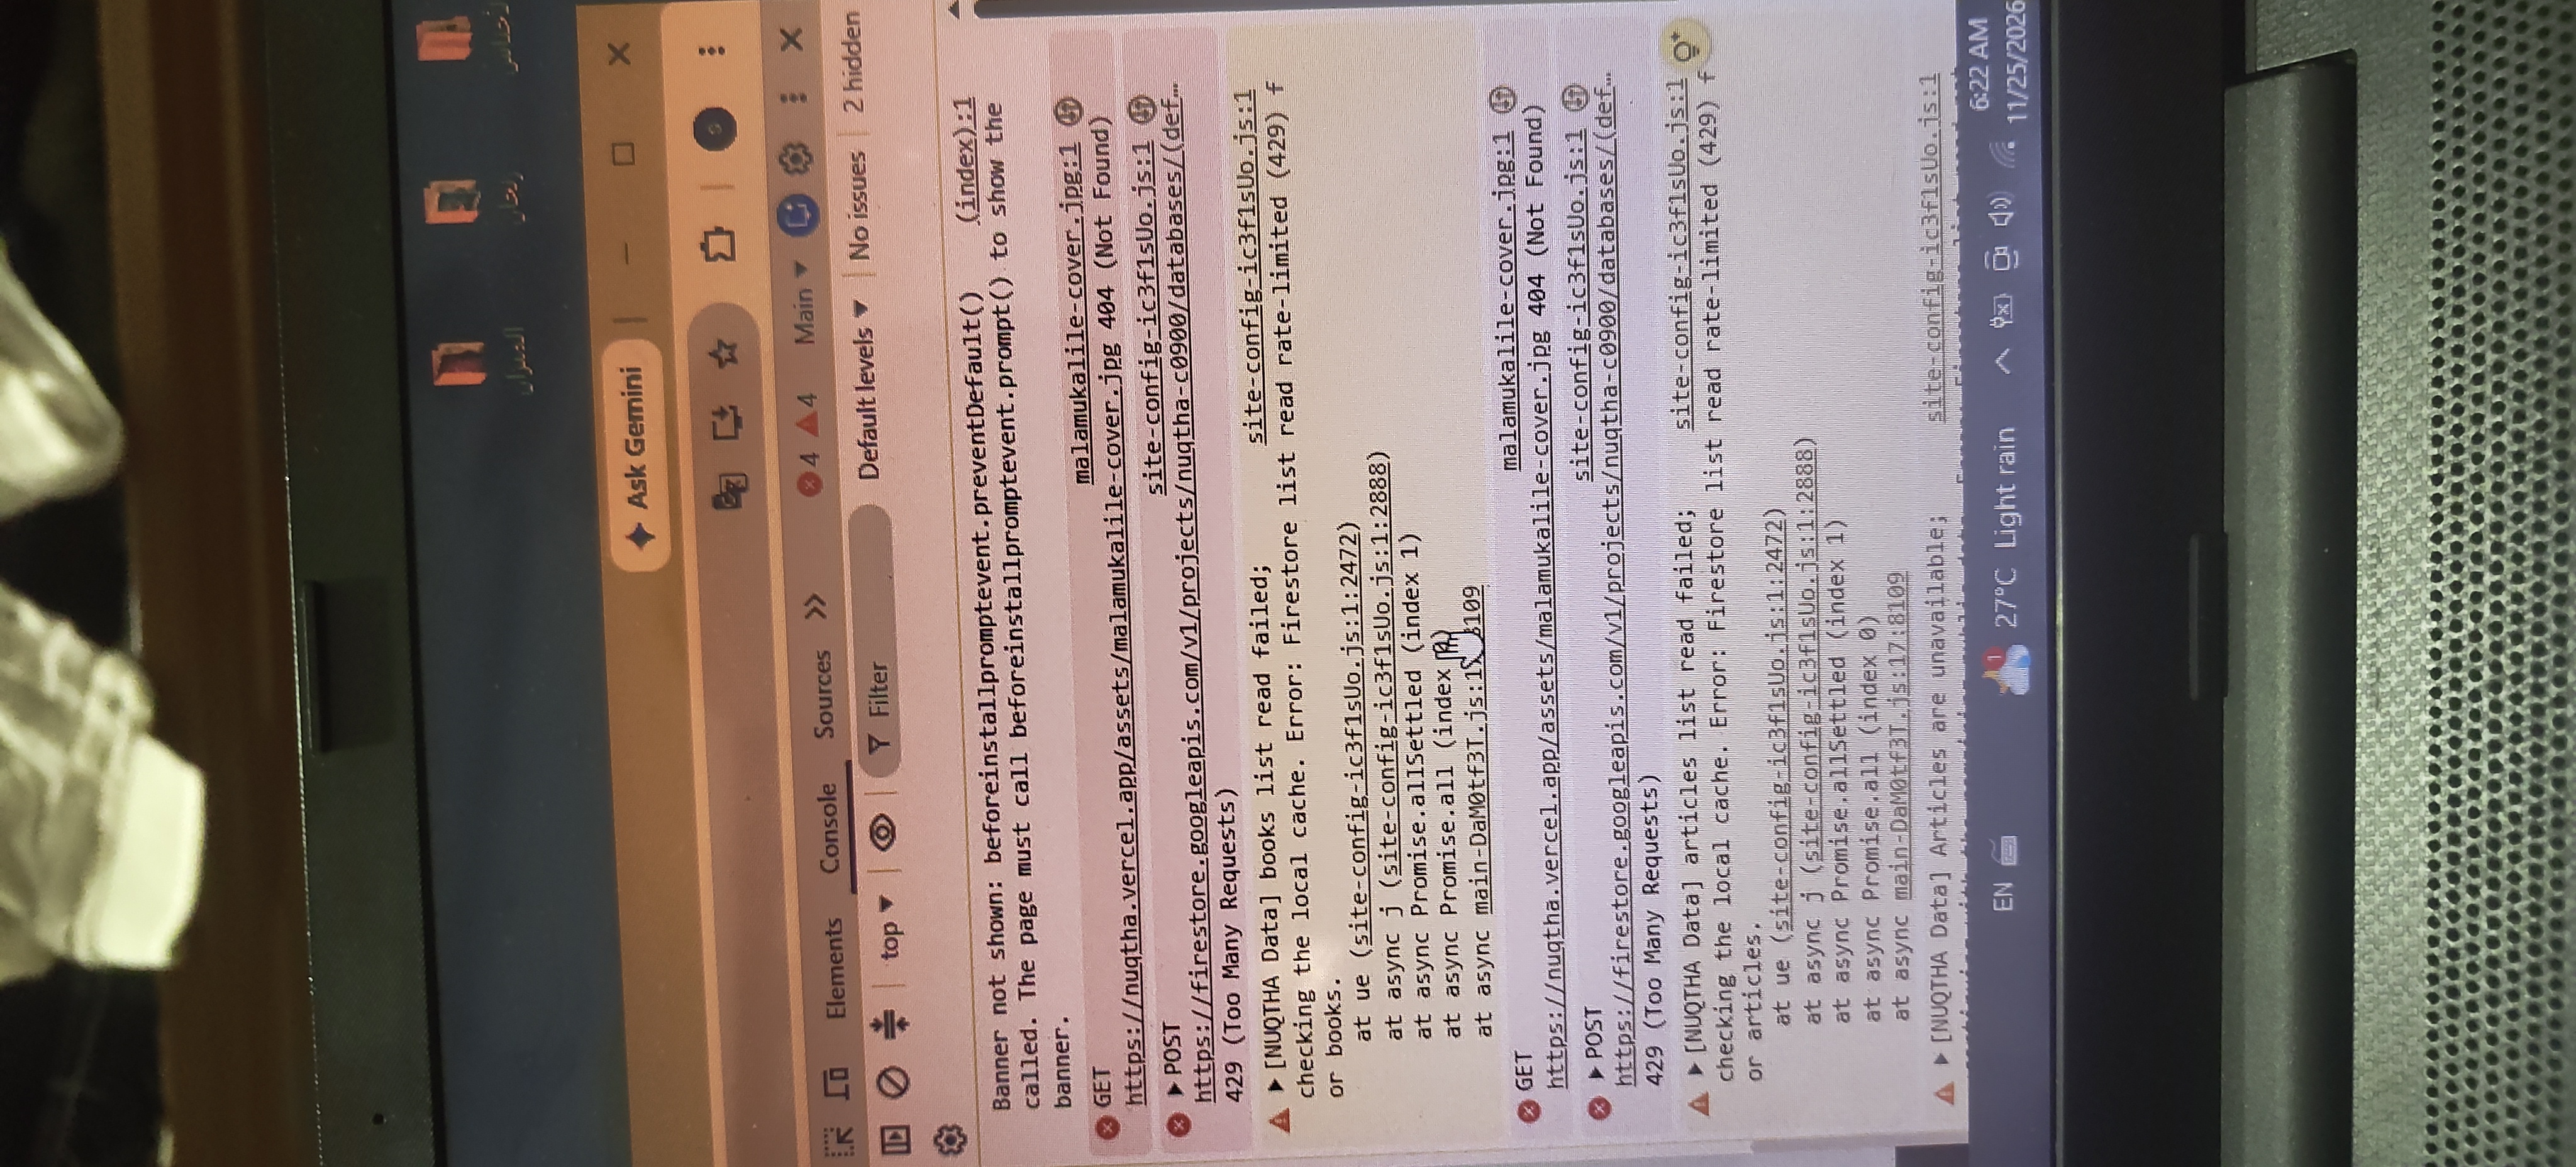 الميزان
Ask Gemini
Elements Console Sources 4 4 Main
top Filter Default levels No issues 2 hidden
Banner not shown: beforeinstallpromptevent.preventDefault() (index):1
called. The page must call beforeinstallpromptevent.prompt() to show the
banner.
GET malamukalile-cover.jpg:1
https://nuqtha.vercel.app/assets/malamukalile-cover.jpg 404 (Not Found)
POST site-config-ic3f1sUo.js:1
https://firestore.googleapis.com/v1/projects/nuqtha-c0900/databases/(def…
429 (Too Many Requests)
[NUQTHA Data] books list read failed; site-config-ic3f1sUo.js:1
checking the local cache. Error: Firestore list read rate-limited (429) f
or books.
at ue (site-config-ic3f1sUo.js:1:2472)
at async j (site-config-ic3f1sUo.js:1:2888)
at async Promise.allSettled (index 1)
at async Promise.all (index
at async main-DaM0tf3T.js:1 8109
GET malamukalile-cover.jpg:1
https://nuqtha.vercel.app/assets/malamukalile-cover.jpg 404 (Not Found)
POST site-config-ic3f1sUo.js:1
https://firestore.googleapis.com/v1/projects/nuqtha-c0900/databases/(def…
429 (Too Many Requests)
[NUQTHA Data] articles list read failed; site-config-ic3f1sUo.js:1
checking the local cache. Error: Firestore list read rate-limited (429) f
or articles.
at ue (site-config-ic3f1sUo.js:1:2472)
at async j (site-config-ic3f1sUo.js:1:2888)
at async Promise.allSettled (index 1)
at async Promise.all (index 0)
at async main-DaM0tf3T.js:17:8109
[NUQTHA Data] Articles are unavailable; site-config-ic3f1sUo.js:1
EN 1 27°C Light rain 6:22 AM
11/25/2026